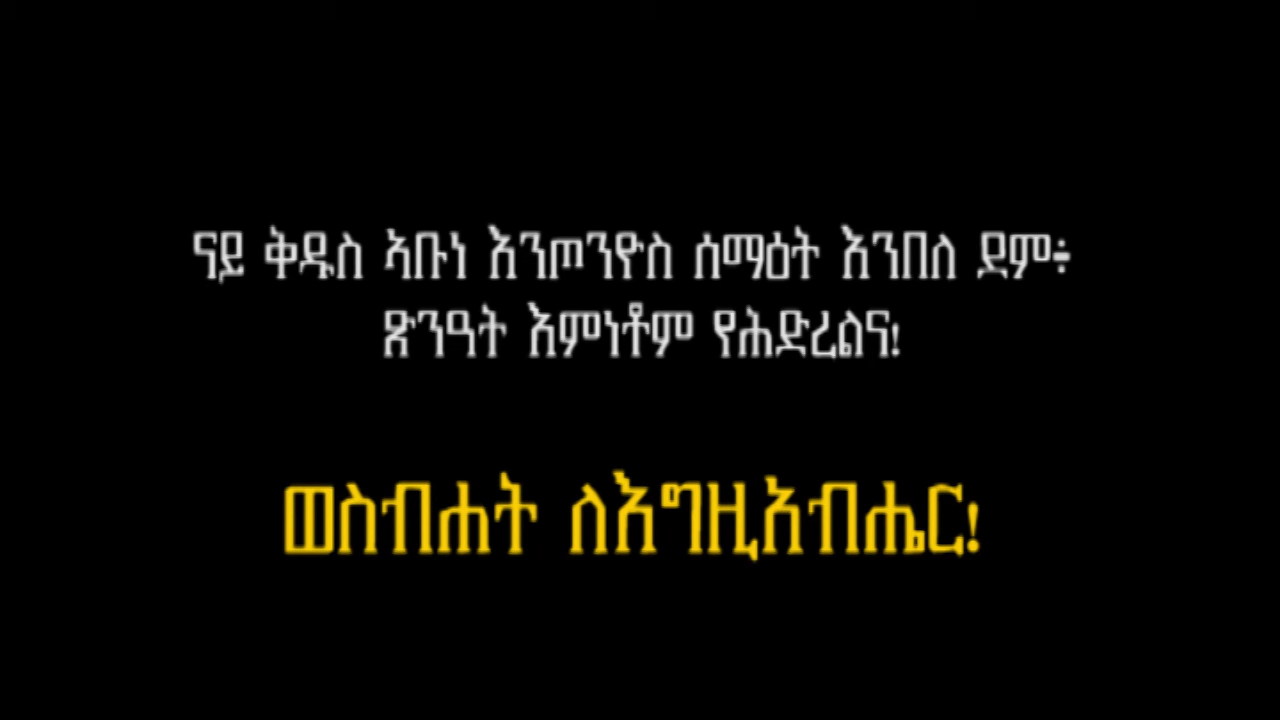 ናይ ቅዱስ ኣቡነ እንጦንዮስ ሰማዕት እንበለ ደም፥
ጽንዓት እምነቶም የሕድረልና!
ወስብሐት ለእግዚአብሔር!